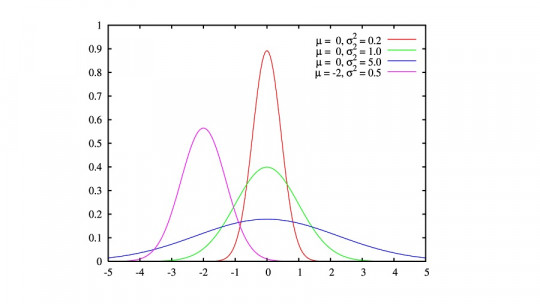 1
0.9
0.8
0.7
0.6
0.5
0.4
0.3
0.2
0.1
0
-5 -4 -3 -2 -1 0 1 2 3 4 5
μ = 0, σ² = 0.2
μ = 0, σ² = 1.0
μ = 0, σ² = 5.0
μ = -2, σ² = 0.5